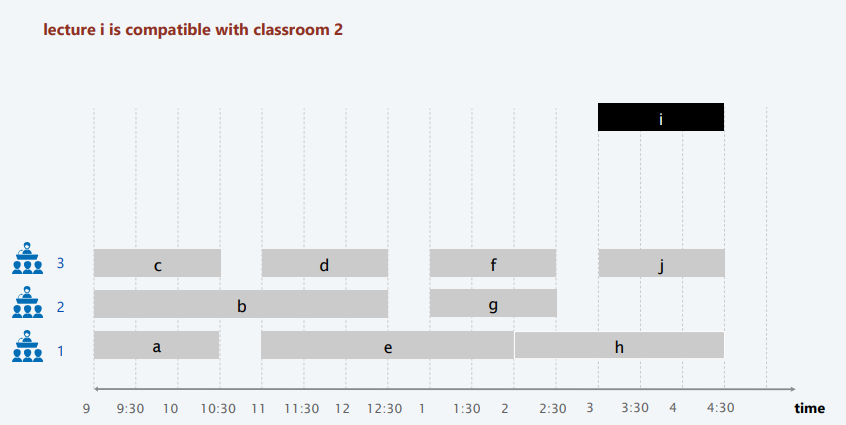 lecture i is compatible with classroom 2
i
3 c d f j
2 b g
1 a e h
9 9:30 10 10:30 11 11:30 12 12:30 1 1:30 2 2:30 3 3:30 4 4:30 time